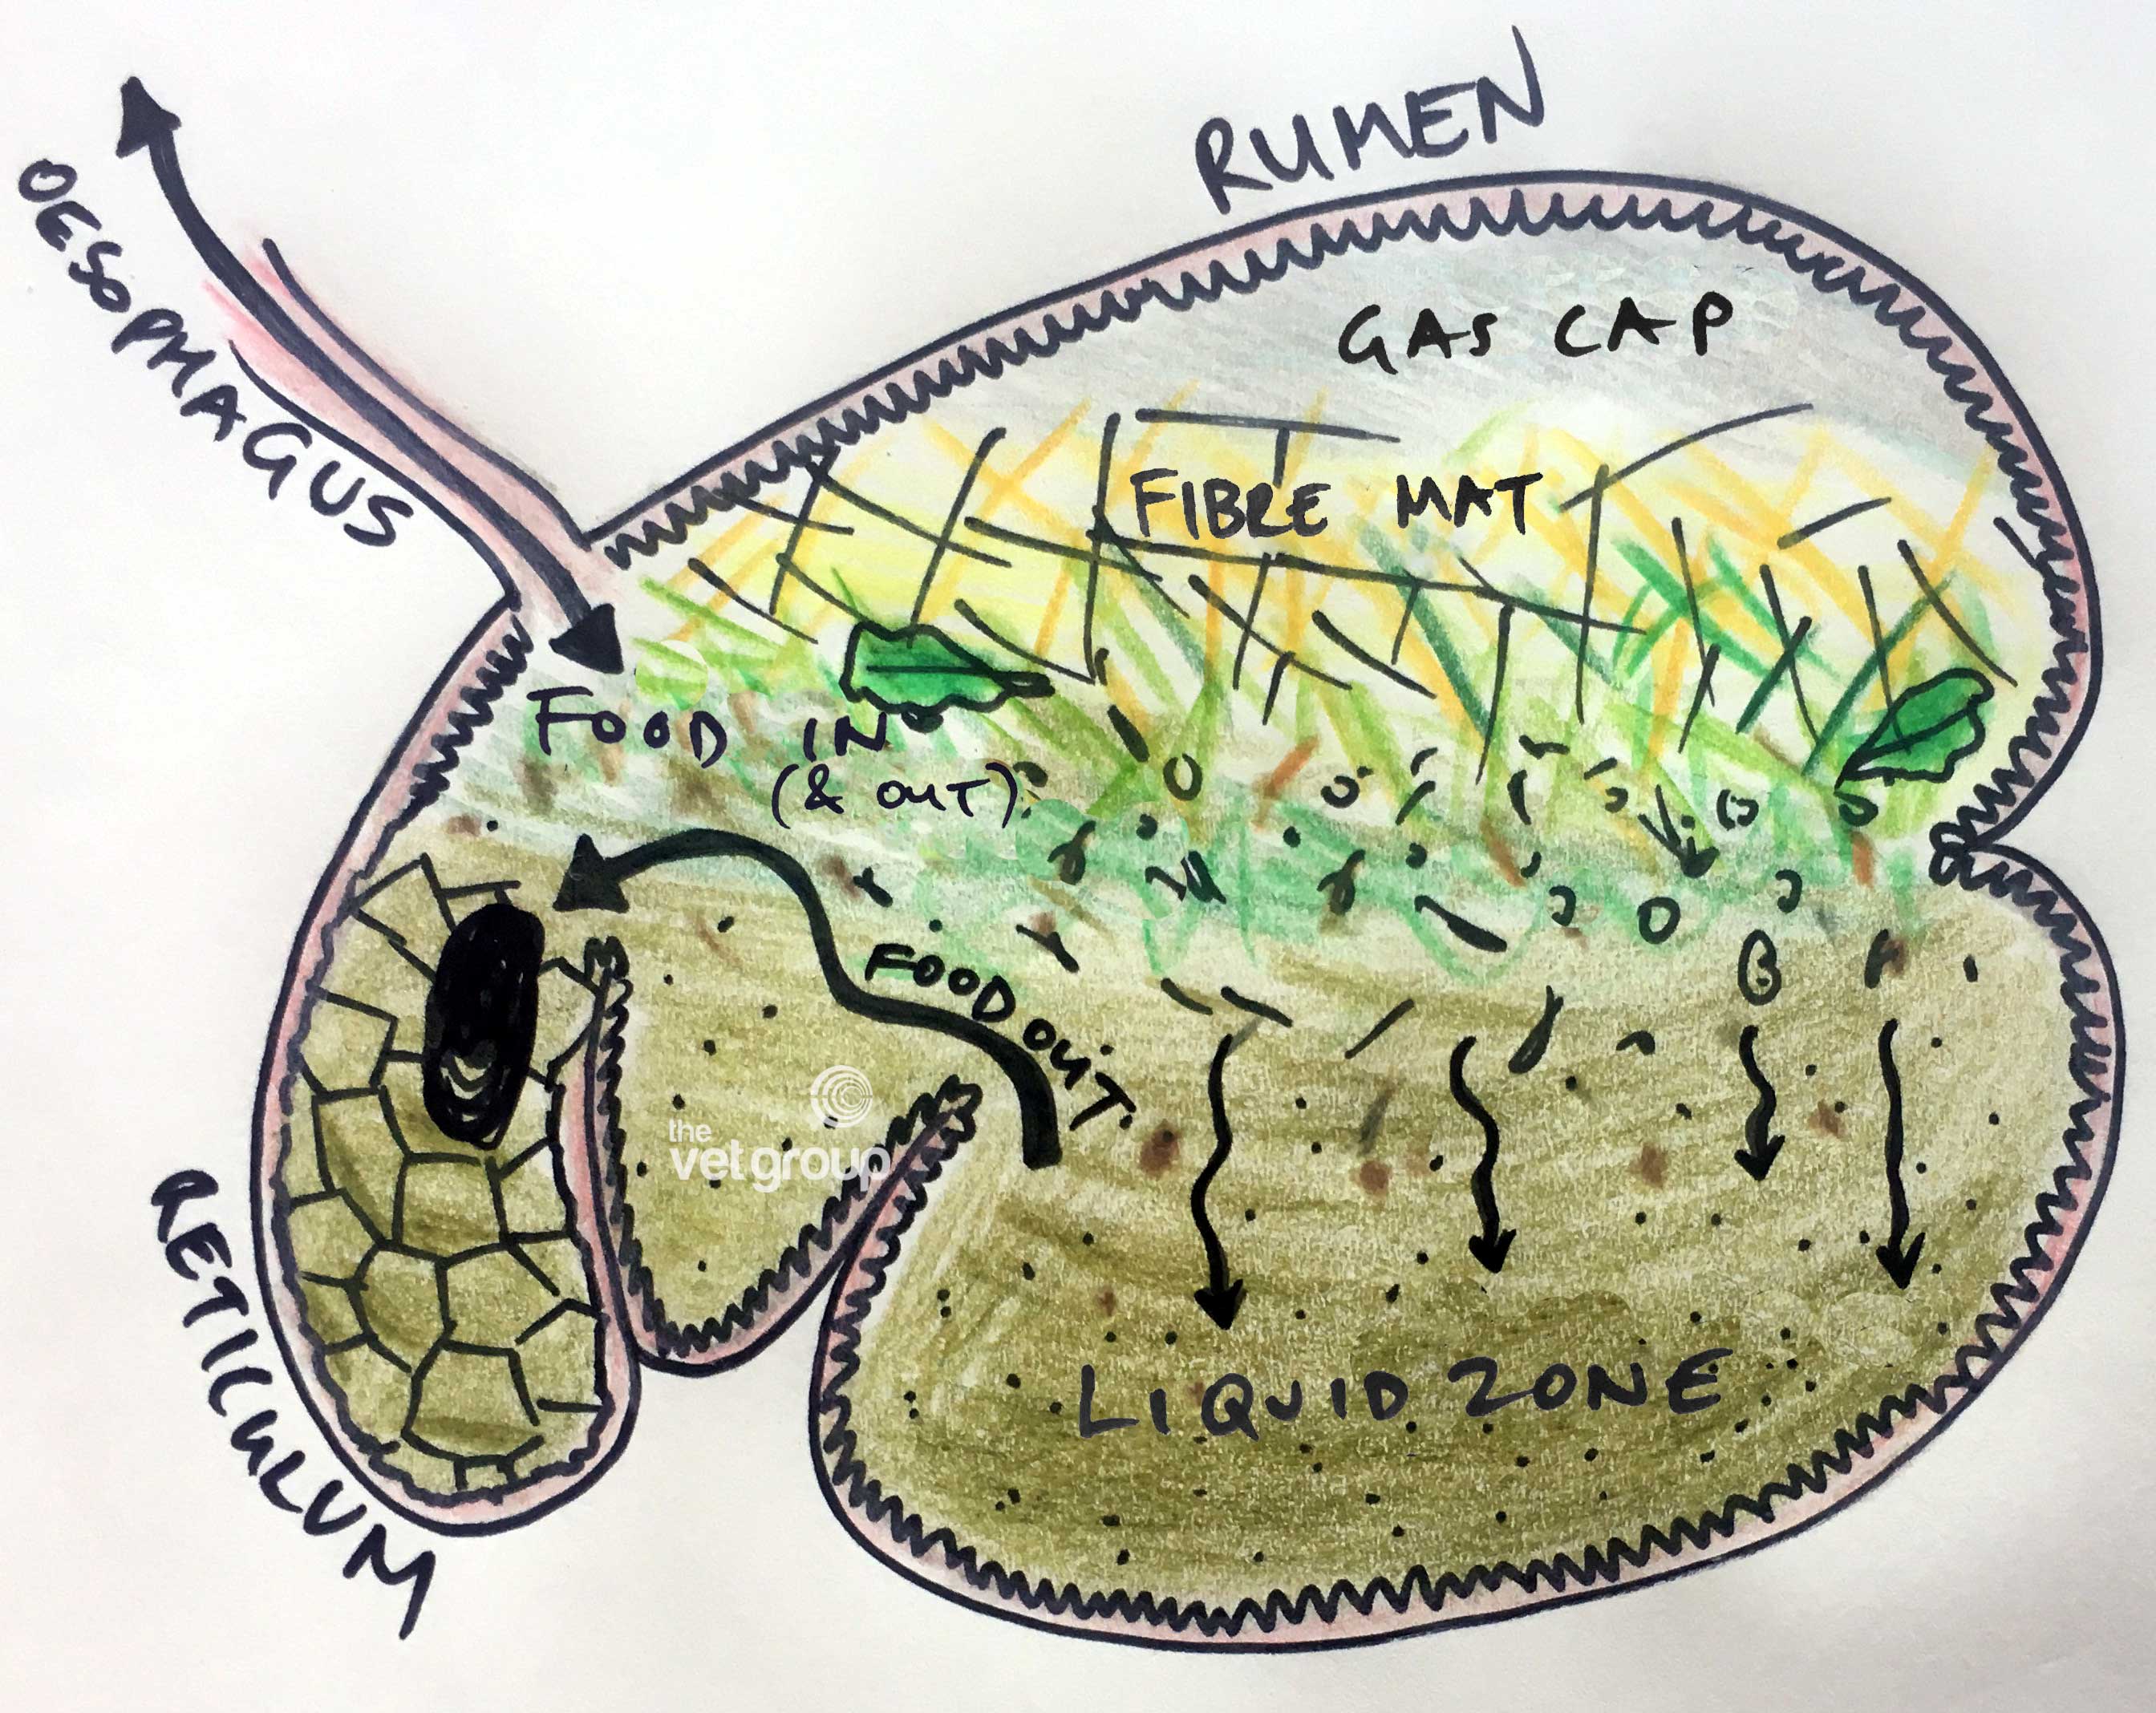 RUMEN
OESOPHAGUS
GAS CAP
FIBRE MAT
FOOD IN
(& OUT)
FOOD OUT
the
vetgroup
LIQUID ZONE
RETICULUM